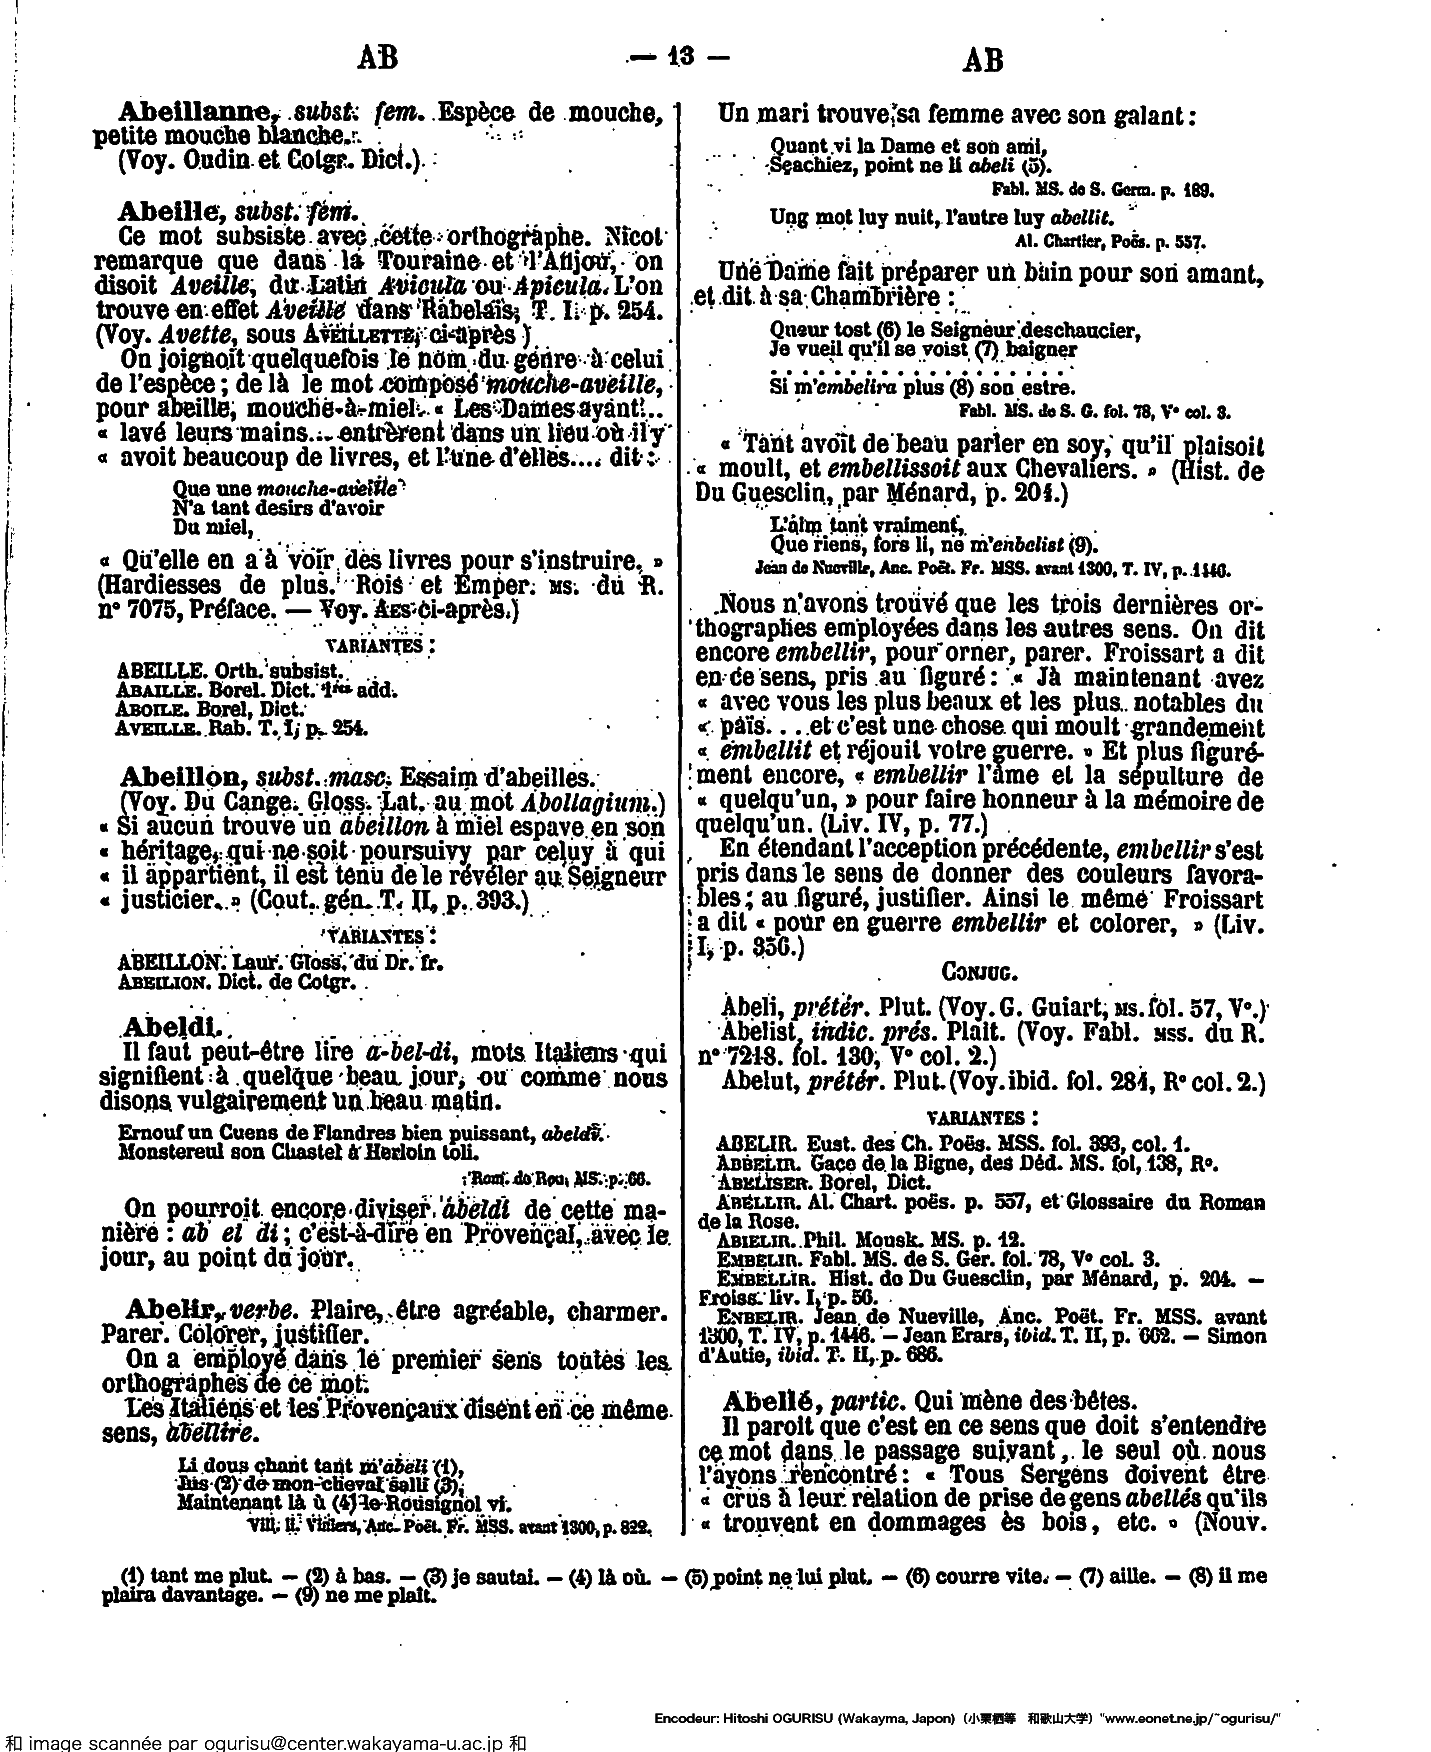 AB
— 13 —
AB
Abeillanne, subst. fem. Espèce de mouche,
petite mouche blanche.
(Voy. Oudin et Cotgr. Dict.)
Abeille, subst. fém.
Ce mot subsiste avec cette orthographe. Nicot
remarque que dans la Touraine et l'Anjou, on
disoit Aveille, du Latin Avicula ou Apicula. L'on
trouve en effet Aveille dans Rabelais, T. I. p. 254.
(Voy. Avette, sous AVEILLETTE, ci-après)
On joignoit quelquefois le nom du genre à celui
de l'espèce ; de là le mot composé mouche-aveille,
pour abeille, mouche-à-miel. « Les Dames ayant...
« lavé leurs mains... entrèrent dans un lieu où il y
« avoit beaucoup de livres, et l'une d'elles.... dit :
Que une mouche-aveille
N'a tant desirs d'avoir
Du miel,
« Qu'elle en a à voir des livres pour s'instruire. »
(Hardiesses de plus. Rois et Emper. MS. du R.
n° 7075, Préface. — Voy. AES ci-après.)
VARIANTES :
ABEILLE. Orth. subsist.
ABAILLE. Borel. Dict. 1res add.
ABOILE. Borel, Dict.
AVEILLE. Rab. T. I, p. 254.
Abeillon, subst. masc. Essaim d'abeilles.
(Voy. Du Cange. Gloss. Lat. au mot Abollagium.)
« Si aucun trouve un abeillon à miel espave en son
« héritage, qui ne soit poursuivy par celuy à qui
« il appartient, il est tenu de le révéler au Seigneur
« justicier. » (Cout. gén. T. II, p. 393.)
VARIANTES :
ABEILLON. Laur. Gloss. du Dr. fr.
ABEILION. Dict. de Cotgr.
Abeldi.
Il faut peut-être lire a-bel-di, mots Italiens qui
signifient à quelque beau jour, ou comme nous
disons vulgairement un beau matin.
Ernouf un Cuens de Flandres bien puissant, abeldi.
Monstereul son Chastel à Herloin toli.
Rom. de Rou, MS. p. 66.
On pourroit encore diviser abeldi de cette ma-
nière : ab el di ; c'est-à-dire en Provençal, avec le
jour, au point du jour.
Abelir, verbe. Plaire, être agréable, charmer.
Parer. Colorer, justifier.
On a employé dans le premier sens toutes les
orthographes de ce mot.
Les Italiens et les Provençaux disent en ce même
sens, abellire.
Li dous chant tant m'abeli (1),
Jus (2) de mon cheval salli (3),
Maintenant là ù (4) le Rousignol vi.
Vill. li Viniers, Anc. Poët. Fr. MSS. avant 1300, p. 822.
Un mari trouve sa femme avec son galant :
Quant vi la Dame et son ami,
Sçachiez, point ne li abeli (5).
Fabl. MS. de S. Germ. p. 189.
Ung mot luy nuit, l'autre luy abellit.
Al. Chartier, Poës. p. 557.
Une Dame fait préparer un bain pour son amant,
et dit à sa Chambrière :
Queur tost (6) le Seigneur deschaucier,
Je vueil qu'il se voist (7) baigner
. . . . . . . . . . . . . . . . . . .
Si m'embelira plus (8) son estre.
Fabl. MS. de S. G. fol. 78, V° col. 3.
« Tant avoit de beau parler en soy, qu'il plaisoit
« moult, et embellissoit aux Chevaliers. » (Hist. de
Du Guesclin, par Ménard, p. 204.)
L'aim tant vraiment,
Que riens, fors li, ne m'enbelist (9).
Jean de Nueville, Anc. Poët. Fr. MSS. avant 1300, T. IV, p. 1446.
Nous n'avons trouvé que les trois dernières or-
thographes employées dans les autres sens. On dit
encore embellir, pour orner, parer. Froissart a dit
en ce sens, pris au figuré : « Jà maintenant avez
« avec vous les plus beaux et les plus notables du
« païs.... et c'est une chose qui moult grandement
« embellit et réjouit votre guerre. » Et plus figuré-
ment encore, « embellir l'âme et la sépulture de
« quelqu'un, » pour faire honneur à la mémoire de
quelqu'un. (Liv. IV, p. 77.)
En étendant l'acception précédente, embellir s'est
pris dans le sens de donner des couleurs favora-
bles ; au figuré, justifier. Ainsi le même Froissart
a dit « pour en guerre embellir et colorer, » (Liv.
I, p. 356.)
CONJUG.
Abeli, prétér. Plut. (Voy. G. Guiart, MS. fol. 57, V°.)
Abelist, indic. prés. Plait. (Voy. Fabl. MSS. du R.
n° 7218. fol. 130, V° col. 2.)
Abelut, prétér. Plut. (Voy. ibid. fol. 284, R° col. 2.)
VARIANTES :
ABELIR. Eust. des Ch. Poës. MSS. fol. 393, col. 1.
ABBELIR. Gace de la Bigne, des Déd. MS. fol, 138, R°.
ABELISER. Borel, Dict.
ABELLIR. Al. Chart. poës. p. 557, et Glossaire du Roman
de la Rose.
ABIELIR. Phil. Mousk. MS. p. 12.
EMBELIR. Fabl. MS. de S. Ger. fol. 78, V° col. 3.
EMBELLIR. Hist. de Du Guesclin, par Ménard, p. 204. —
Froiss. liv. I, p. 56.
ENBELIR. Jean de Nueville, Anc. Poët. Fr. MSS. avant
1300, T. IV, p. 1446. — Jean Erars, ibid. T. II, p. 662. — Simon
d'Autie, ibid. T. II, p. 686.
Abellé, partic. Qui mène des bêtes.
Il paroit que c'est en ce sens que doit s'entendre
ce mot dans le passage suivant, le seul où nous
l'ayons rencontré : « Tous Sergens doivent être
« crus à leur relation de prise de gens abellés qu'ils
« trouvent en dommages ès bois, etc. » (Nouv.
(1) tant me plut. — (2) à bas. — (3) je sautai. — (4) là où. — (5) point ne lui plut. — (6) courre vite. — (7) aille. — (8) il me
plaira davantage. — (9) ne me plaît.
Encodeur: Hitoshi OGURISU (Wakayma, Japon) (小栗栖等 和歌山大学) "www.eonet.ne.jp/~ogurisu/"
和 image scannée par ogurisu@center.wakayama-u.ac.jp 和